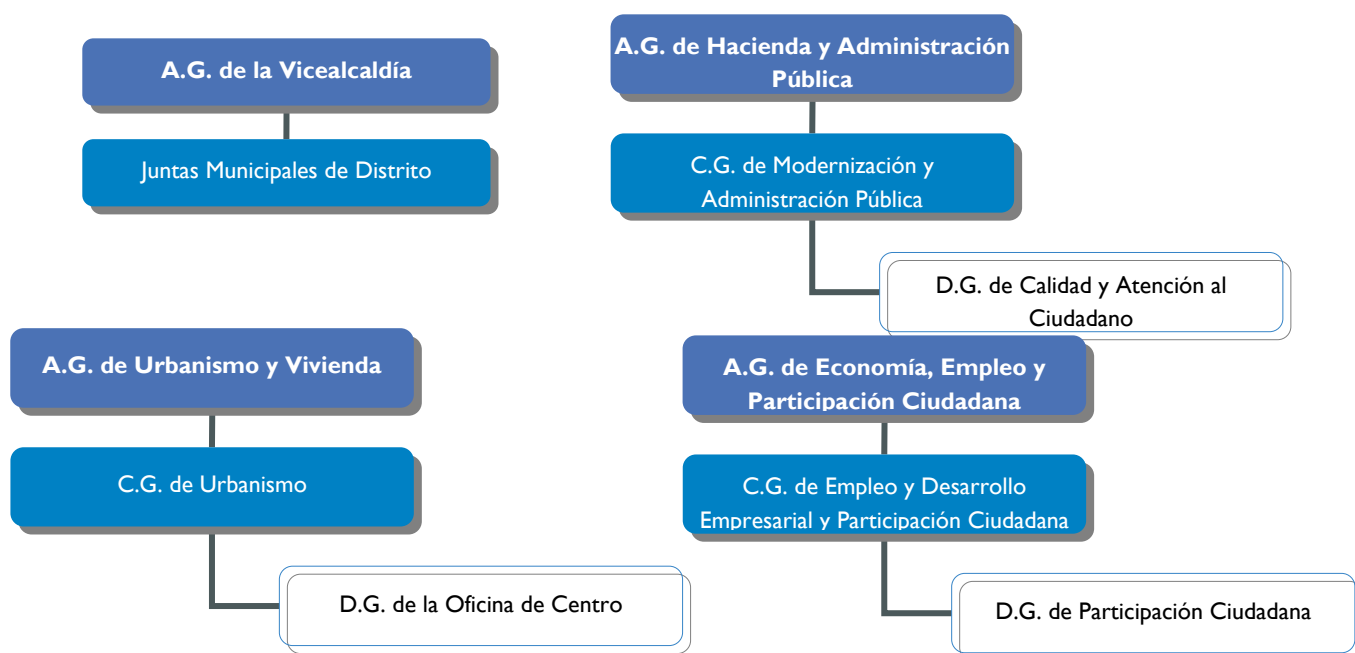 A.G. de la Vicealcaldía
Juntas Municipales de Distrito
A.G. de Hacienda y Administración
Pública
C.G. de Modernización y
Administración Pública
D.G. de Calidad y Atención al
Ciudadano
A.G. de Urbanismo y Vivienda
C.G. de Urbanismo
D.G. de la Oficina de Centro
A.G. de Economía, Empleo y
Participación Ciudadana
C.G. de Empleo y Desarrollo
Empresarial y Participación Ciudadana
D.G. de Participación Ciudadana